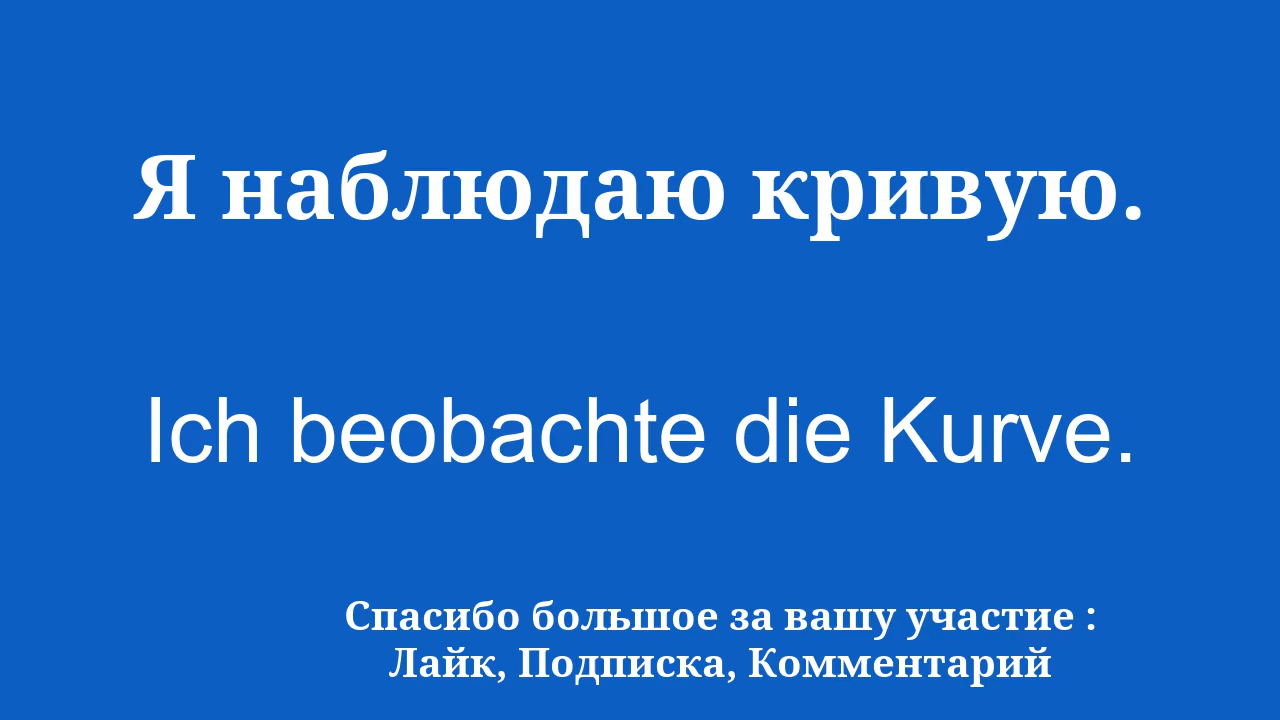 Я наблюдаю кривую.
Ich beobachte die Kurve.
Спасибо большое за вашу участие :
Лайк, Подписка, Комментарий